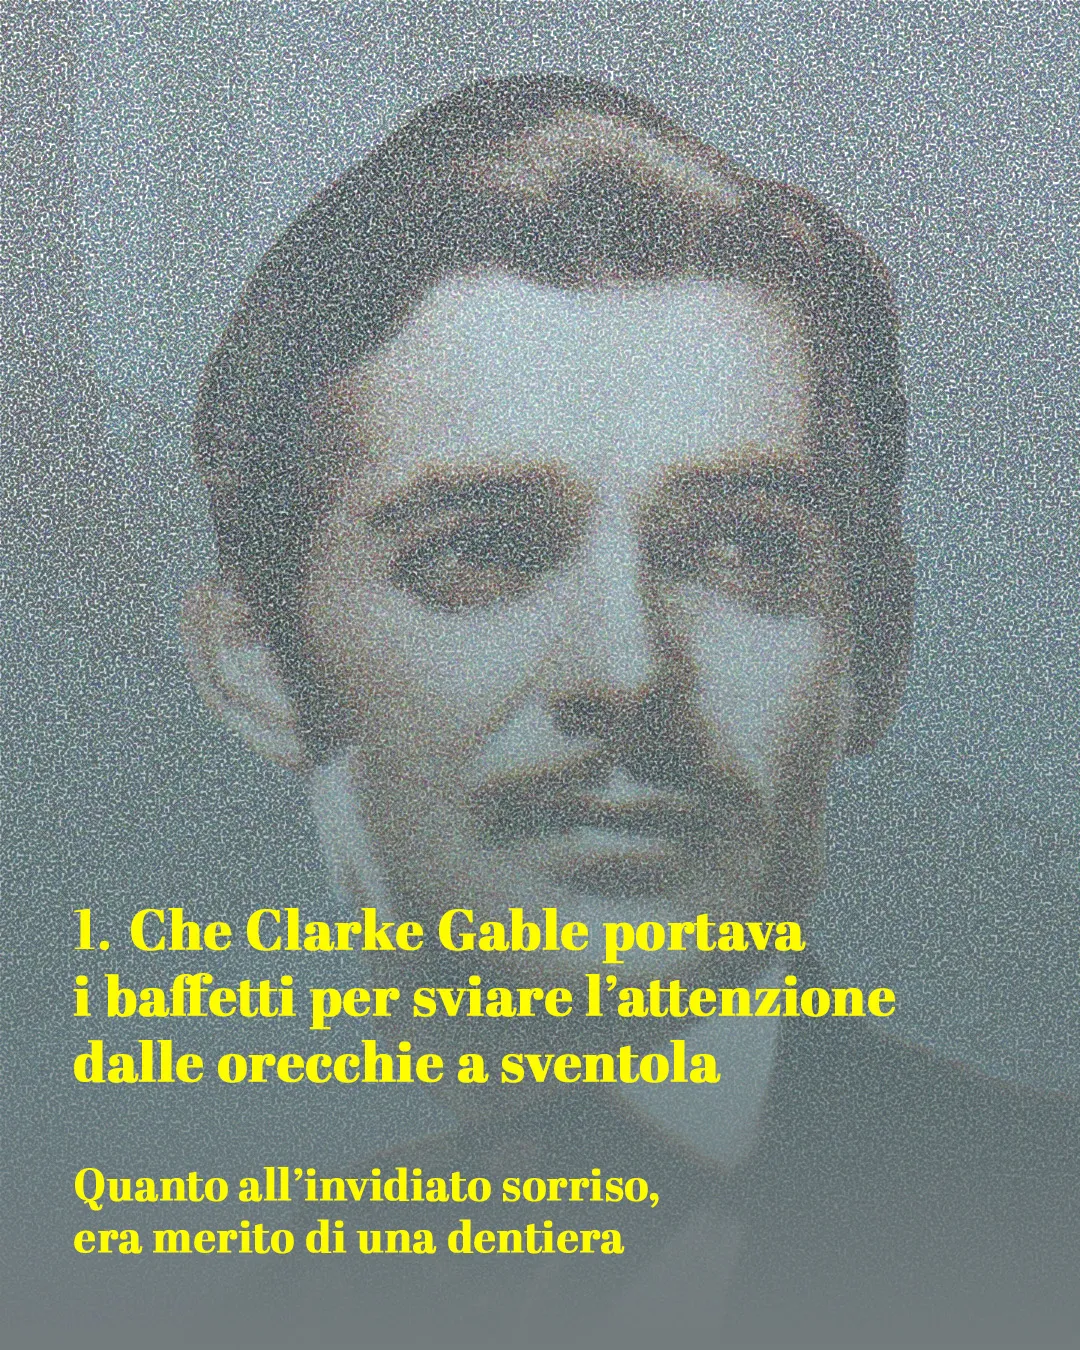 1. Che Clarke Gable portava
i baffetti per sviare l’attenzione
dalle orecchie a sventola
Quanto all’invidiato sorriso,
era merito di una dentiera